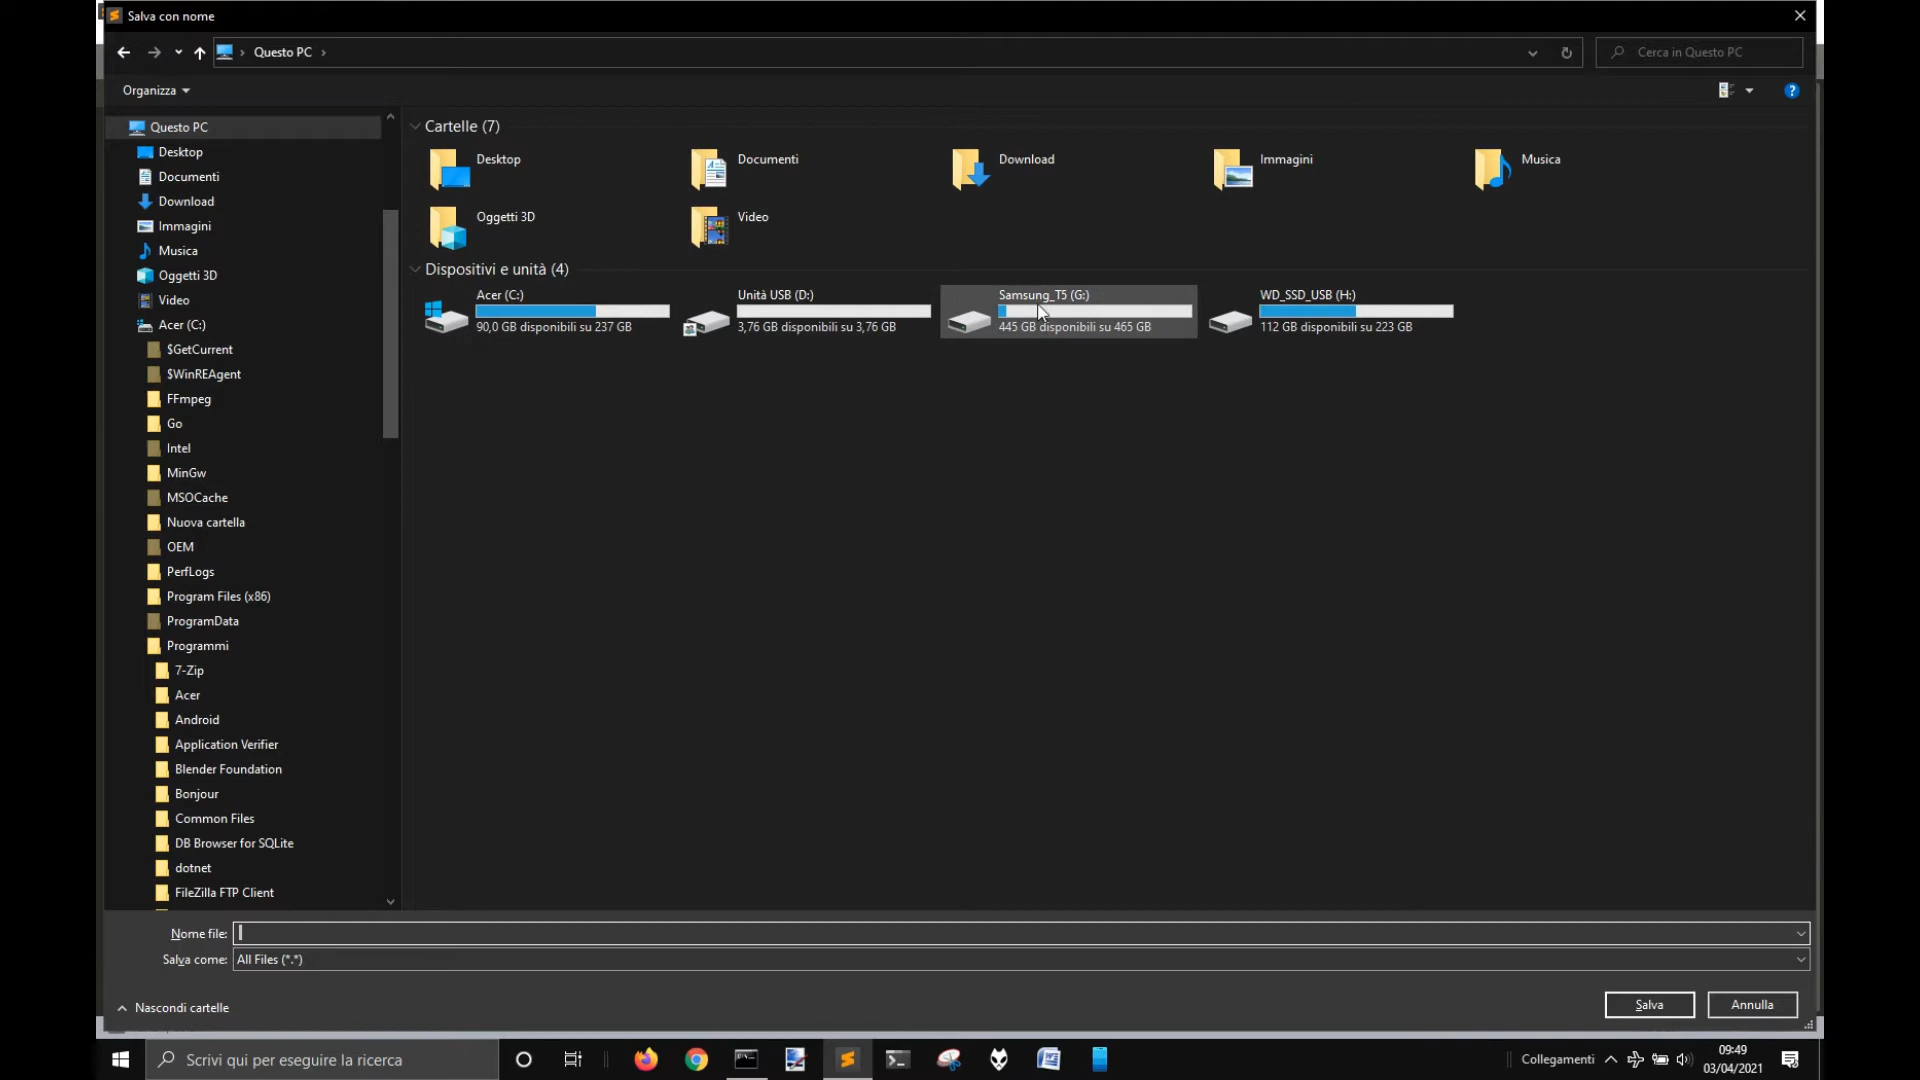 Salva con nome
Questo PC
Cerca in Questo PC
Organizza
Questo PC
Desktop
Documenti
Download
Immagini
Musica
Oggetti 3D
Video
Acer (C:)
$GetCurrent
$WinREAgent
FFmpeg
Go
Intel
MinGw
MSOCache
Nuova cartella
OEM
PerfLogs
Program Files (x86)
ProgramData
Programmi
7-Zip
Acer
Android
Application Verifier
Blender Foundation
Bonjour
Common Files
DB Browser for SQLite
dotnet
FileZilla FTP Client
Cartelle (7)
Desktop
Documenti
Download
Immagini
Musica
Oggetti 3D
Video
Dispositivi e unità (4)
Acer (C:)
90,0 GB disponibili su 237 GB
Unità USB (D:)
3,76 GB disponibili su 3,76 GB
Samsung_T5 (G:)
445 GB disponibili su 465 GB
WD_SSD_USB (H:)
112 GB disponibili su 223 GB
Nome file:
Salva come: All Files (*.*)
Nascondi cartelle
Salva
Annulla
Scrivi qui per eseguire la ricerca
Collegamenti
09:49
03/04/2021